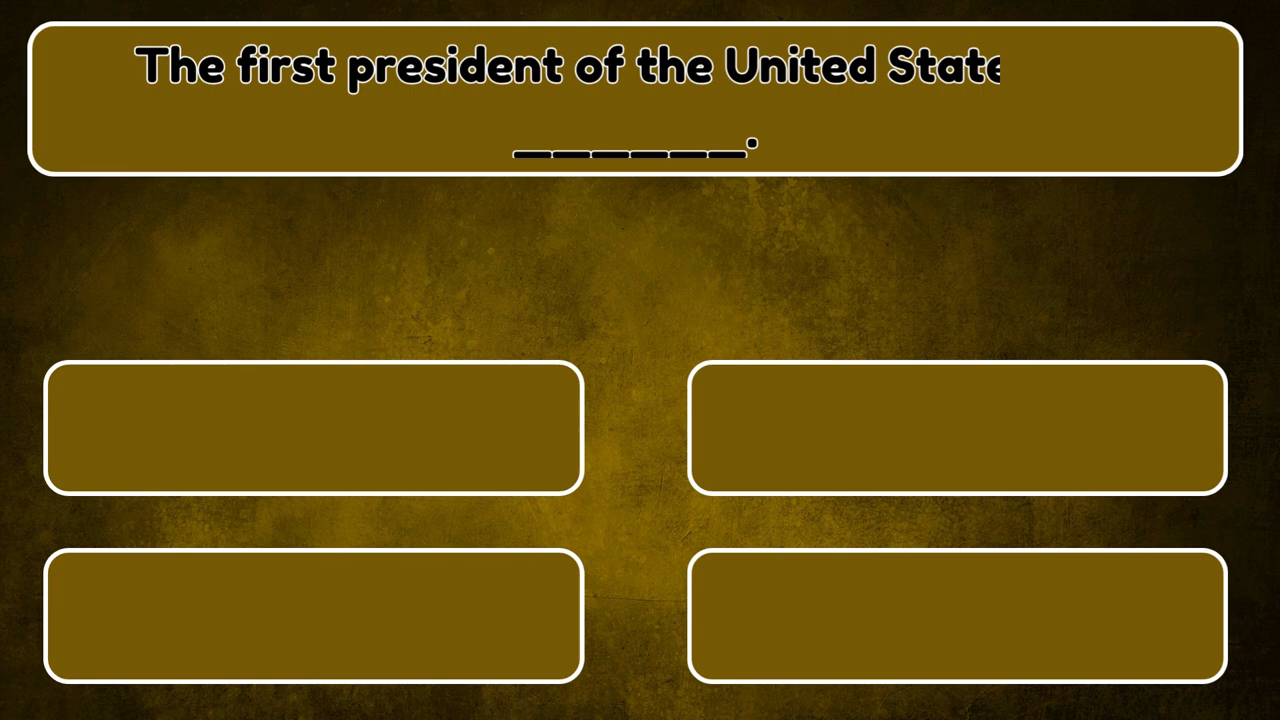 The first president of the United State
______.